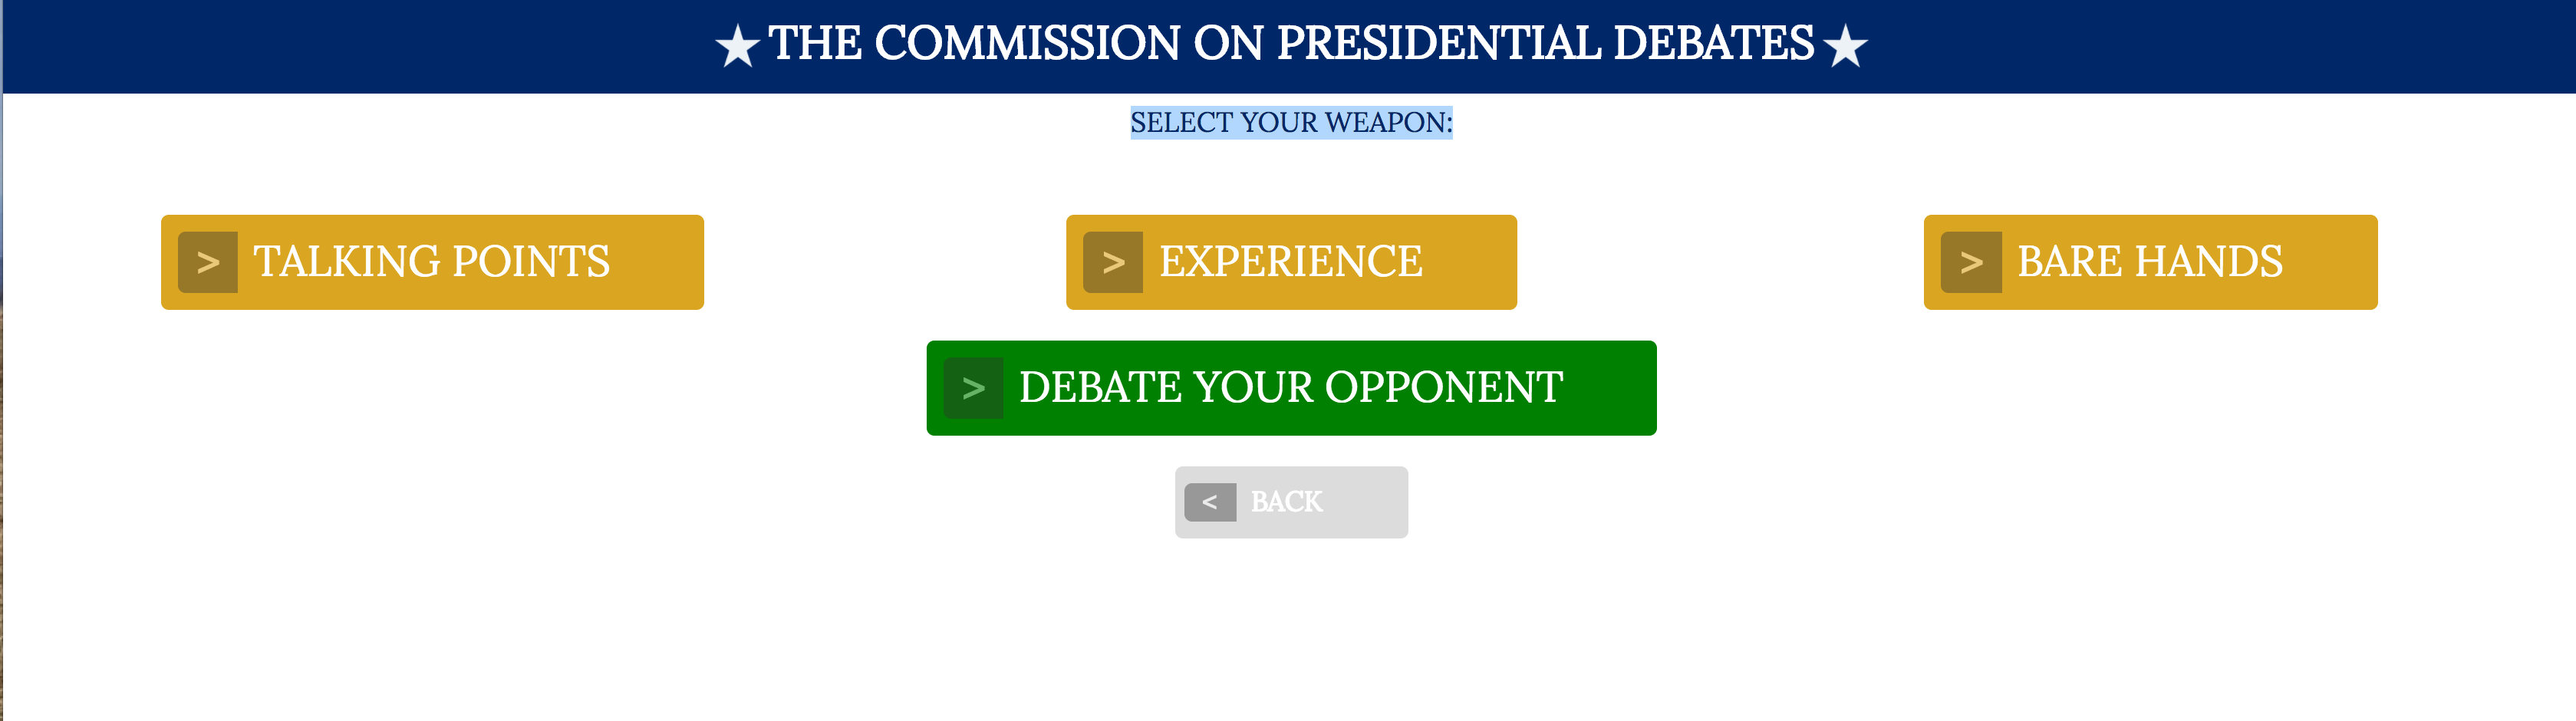 ★ THE COMMISSION ON PRESIDENTIAL DEBATES ★
SELECT YOUR WEAPON:
> TALKING POINTS
> EXPERIENCE
> BARE HANDS
> DEBATE YOUR OPPONENT
< BACK